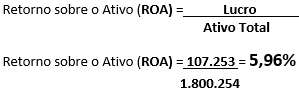 Retorno sobre o Ativo (ROA) = Lucro
Ativo Total
Retorno sobre o Ativo (ROA) = 107.253 = 5,96%
1.800.254